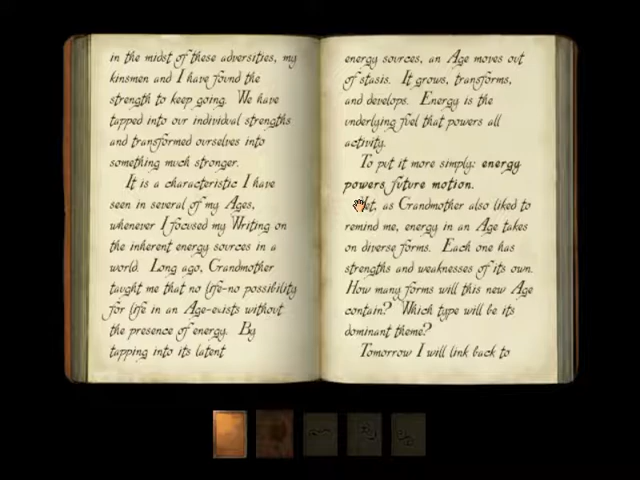 in the midst of these adversities, my
kinsmen and I have found the
strength to keep going. We have
tapped into our individual strengths
and transformed ourselves into
something much stronger.
It is a characteristic I have
seen in several of my Ages,
whenever I focused my Writing on
the inherent energy sources in a
world. Long ago, Grandmother
taught me that no life-no possibility
for life in an Age-exists without
the presence of energy. By
tapping into its latent
energy sources, an Age moves out
of stasis. It grows, transforms,
and develops. Energy is the
underlying fuel that powers all
activity.
To put it more simply: energy
powers future motion.
Yet, as Grandmother also liked to
remind me, energy in an Age takes
on diverse forms. Each one has
strengths and weaknesses of its own.
How many forms will this new Age
contain? Which type will be its
dominant theme?
Tomorrow I will link back to